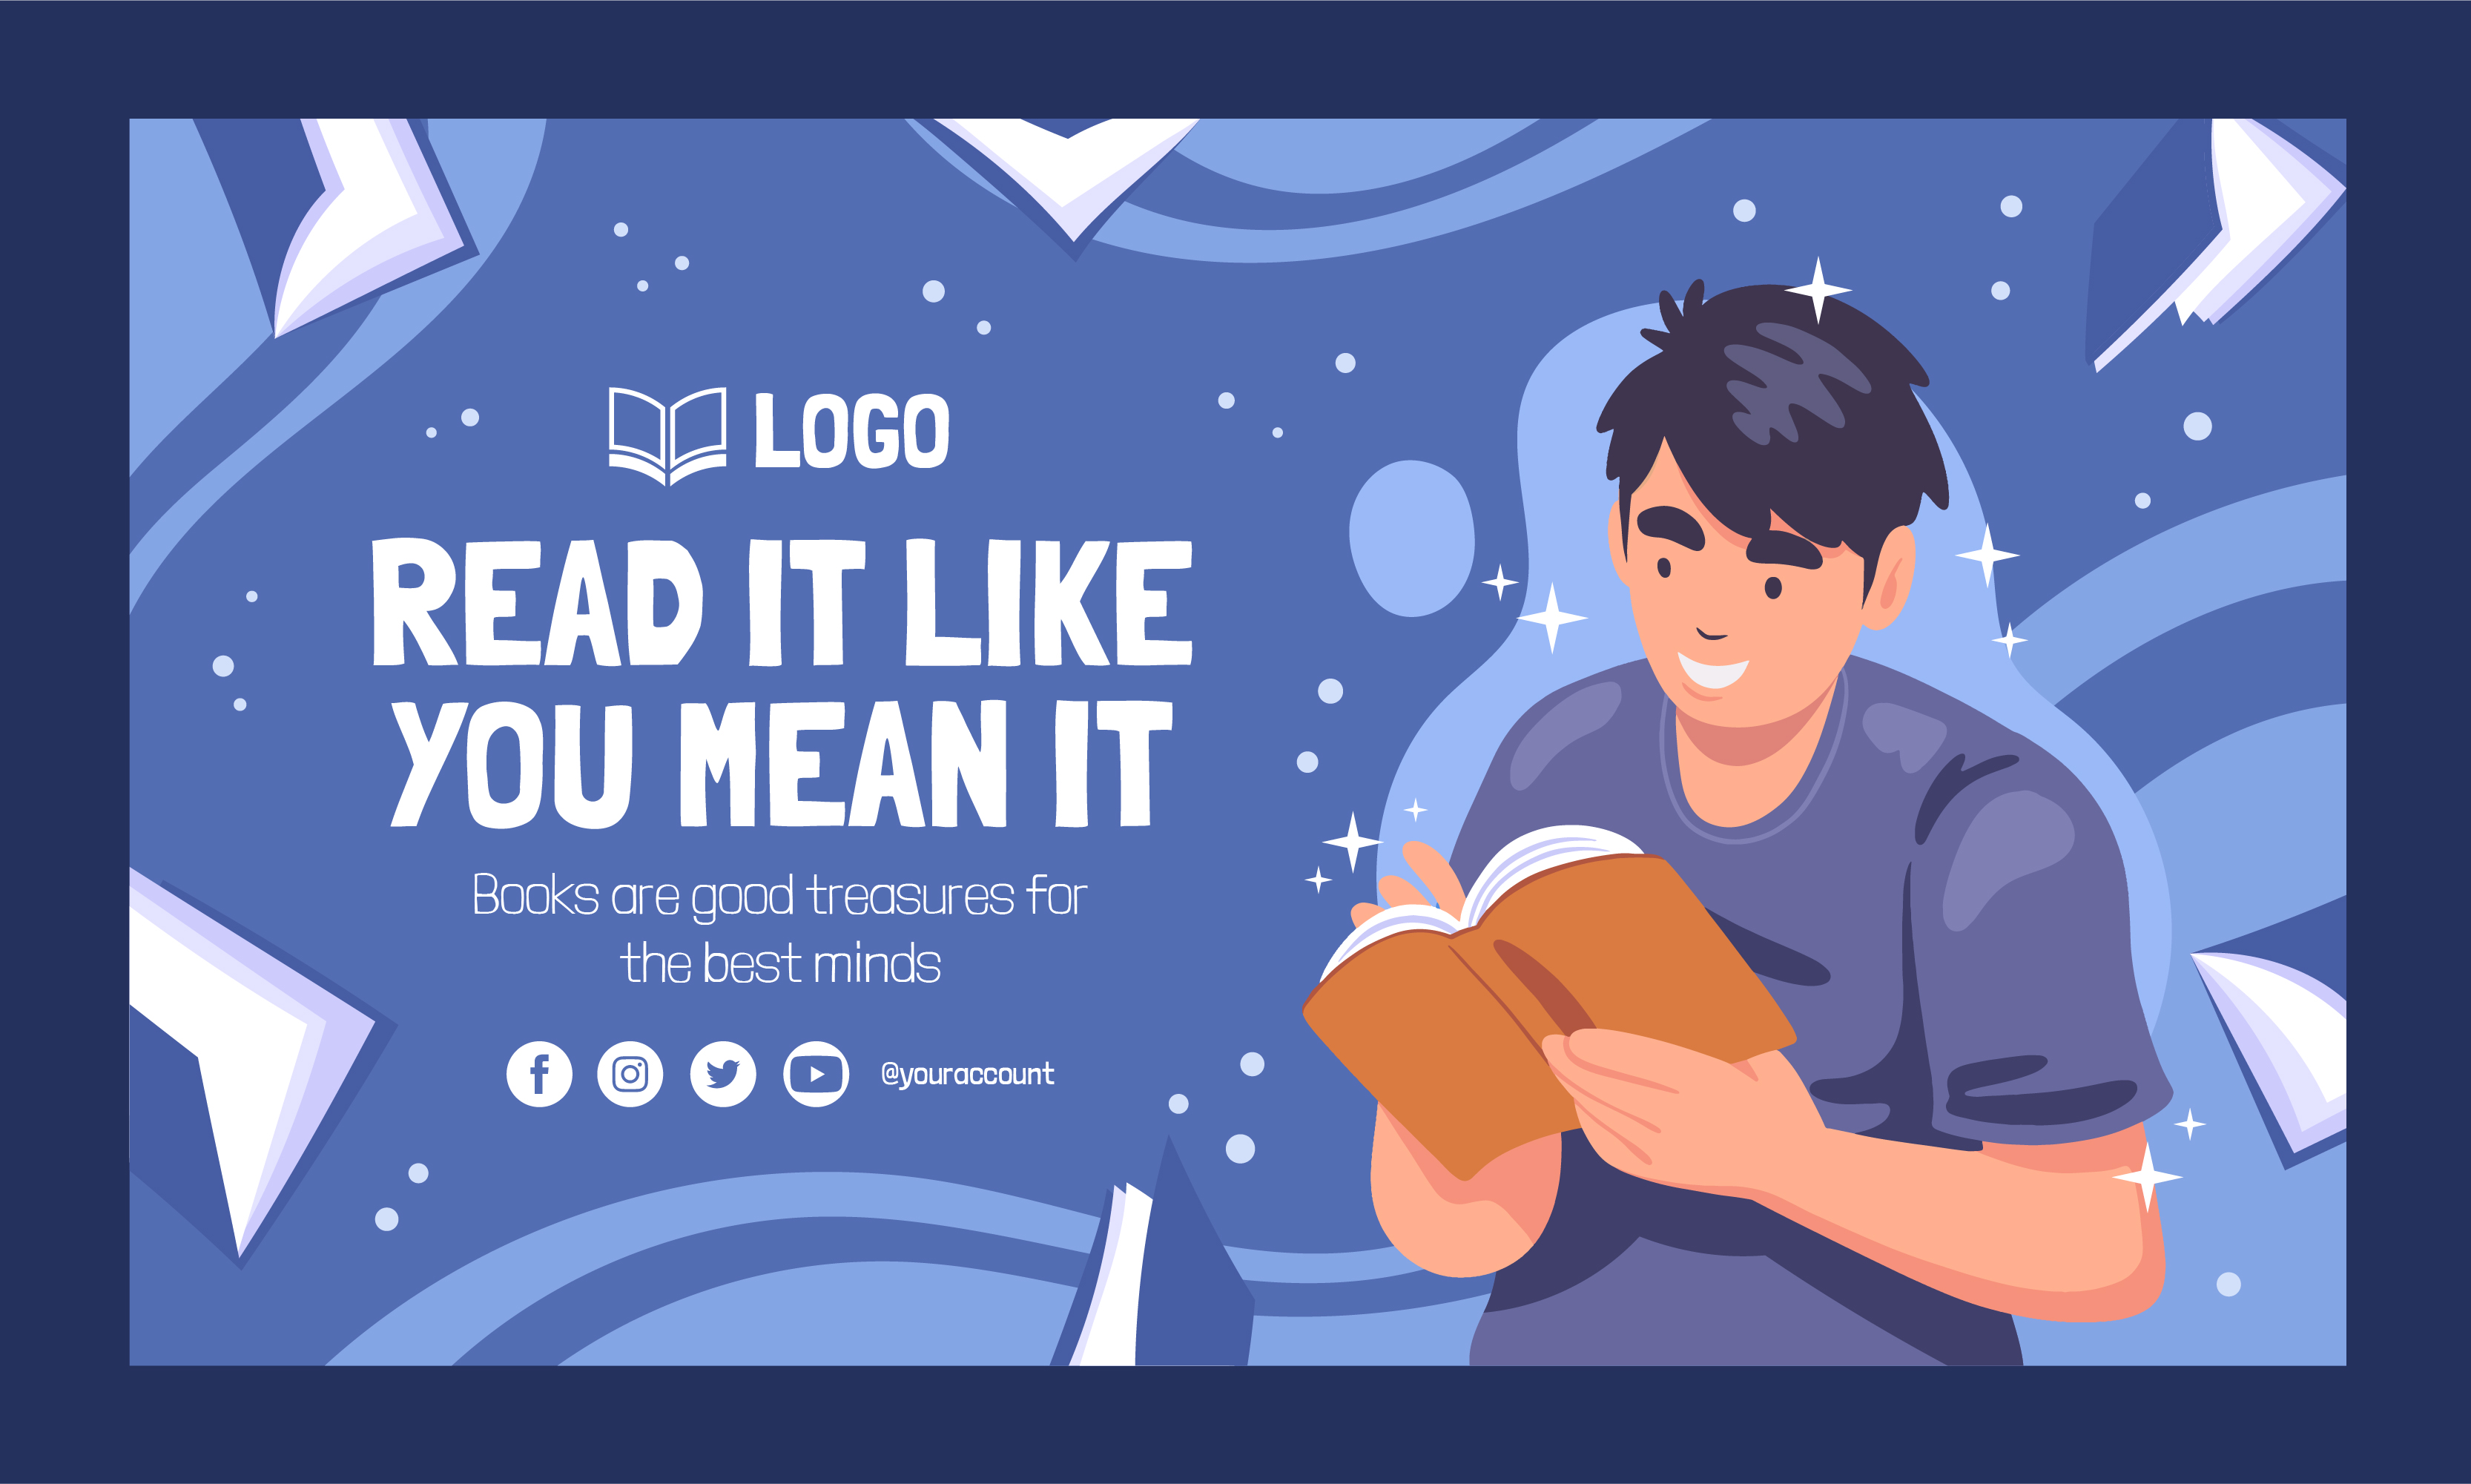 LOGO
READ IT LIKE
YOU MEAN IT
Books are good treasures for
the best minds
@youraccount